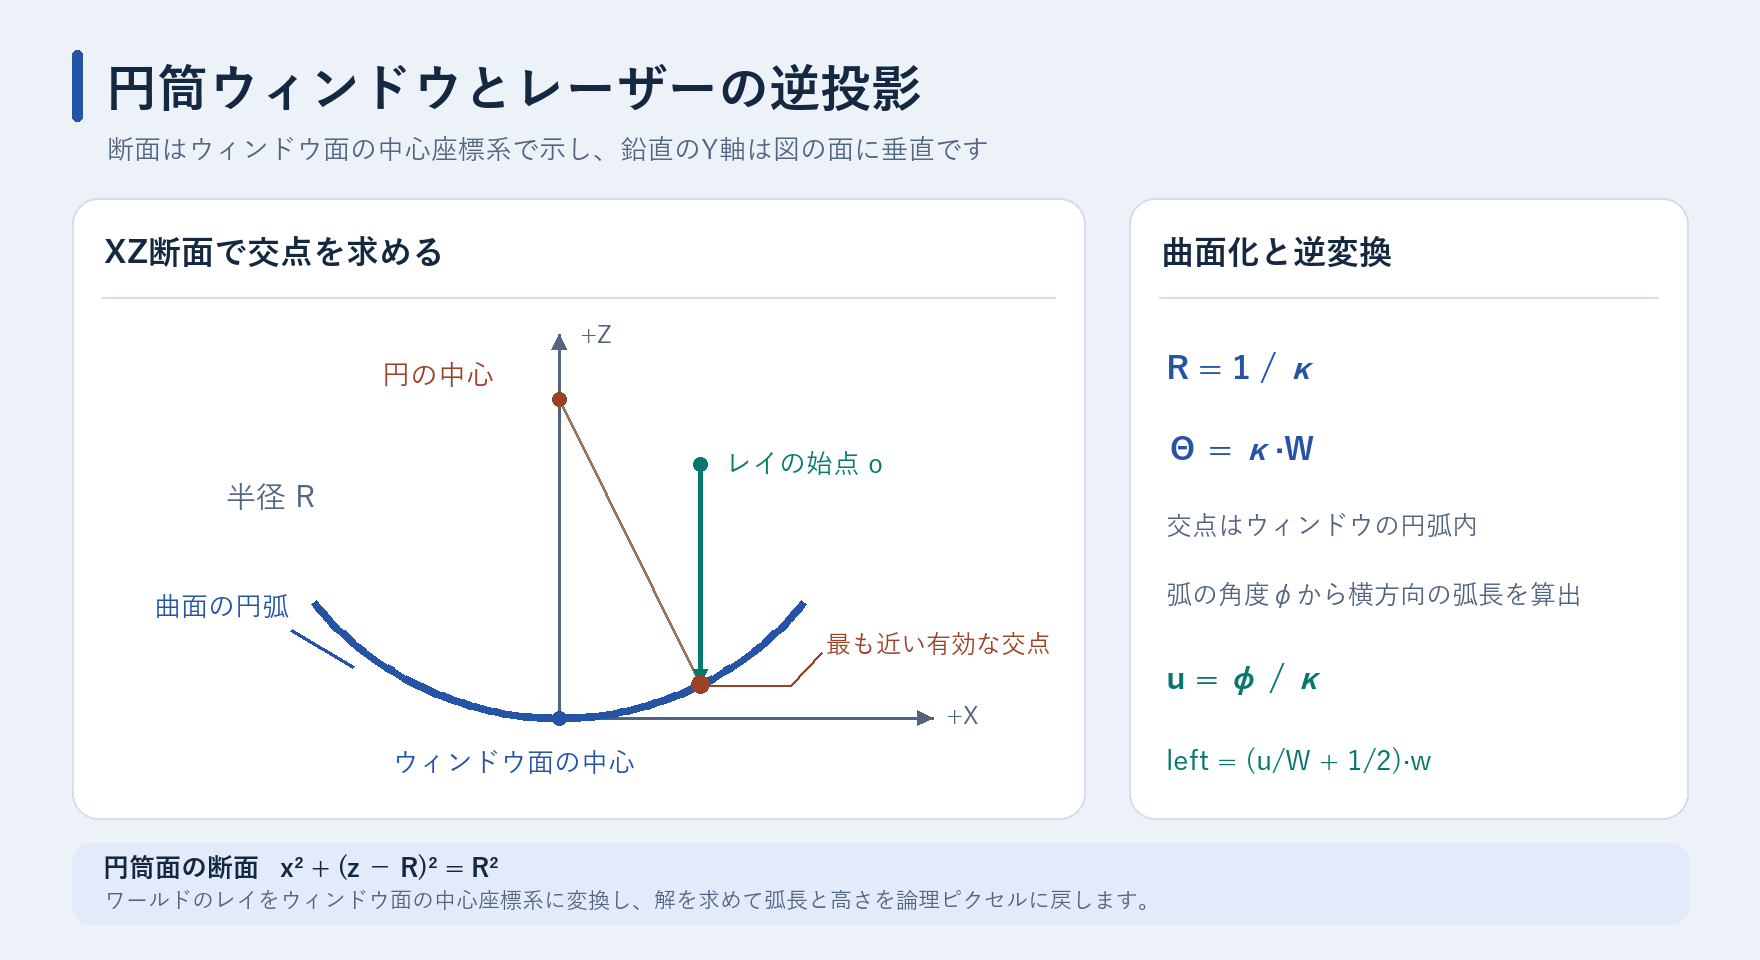 円筒ウィンドウとレーザーの逆投影
断面はウィンドウ面の中心座標系で示し、鉛直のY軸は図の面に垂直です
XZ断面で交点を求める
+Z
円の中心
レイの始点 o
半径 R
曲面の円弧
最も近い有効な交点
+X
ウィンドウ面の中心
曲面化と逆変換
R = 1 / κ
Θ = κ·W
交点はウィンドウの円弧内
弧の角度ϕから横方向の弧長を算出
u = ϕ / κ
left = (u/W + 1/2)·w
円筒面の断面 x² + (z − R)² = R²
ワールドのレイをウィンドウ面の中心座標系に変換し、解を求めて弧長と高さを論理ピクセルに戻します。